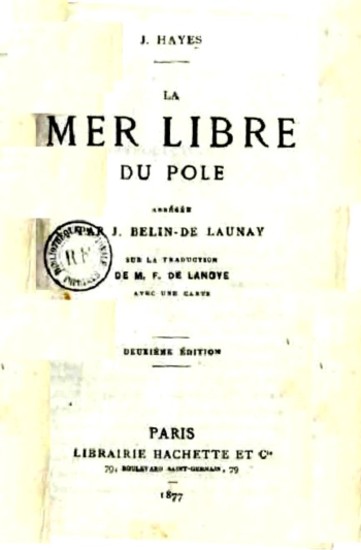 J. HAYES
LA
MER LIBRE
DU POLE
ABRÉGÉE
PAR J. BELIN-DE LAUNAY
SUR LA TRADUCTION
DE M. F. DE LANOYE
AVEC UNE CARTE
R F
DEUXIÈME ÉDITION
PARIS
LIBRAIRIE HACHETTE ET Cie
79, BOULEVARD SAINT-GERMAIN, 79
1877